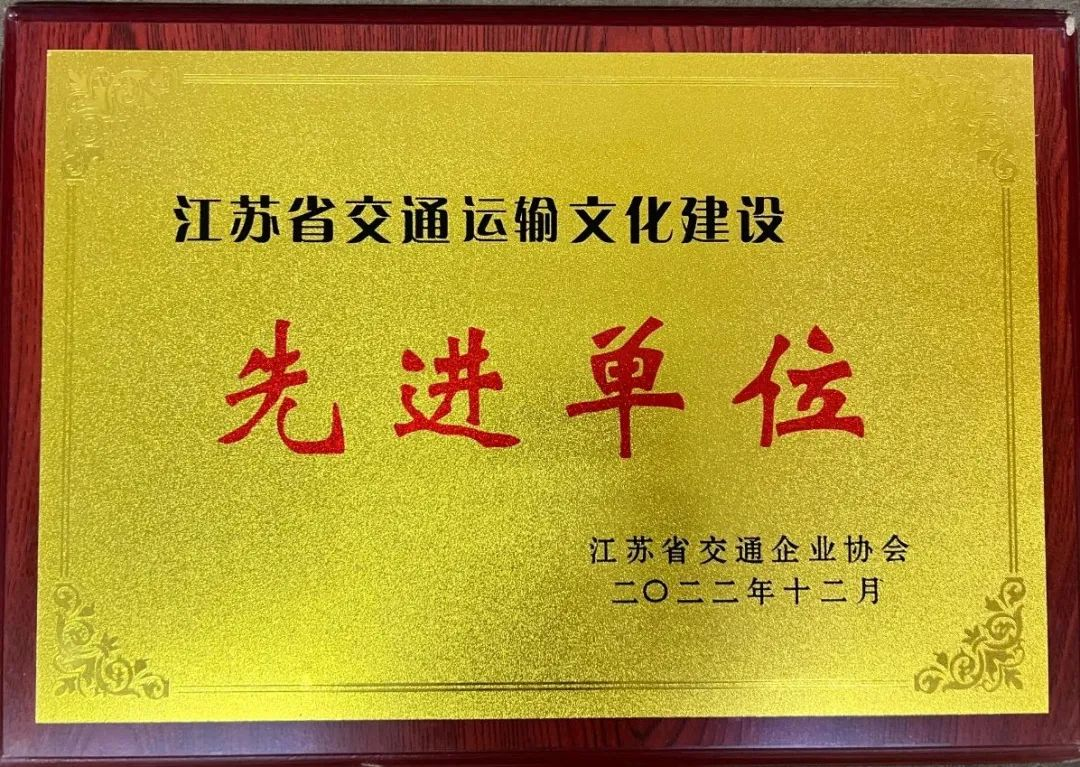 江苏省交通运输文化建设
先进单位
江苏省交通企业协会
二〇二二年十二月